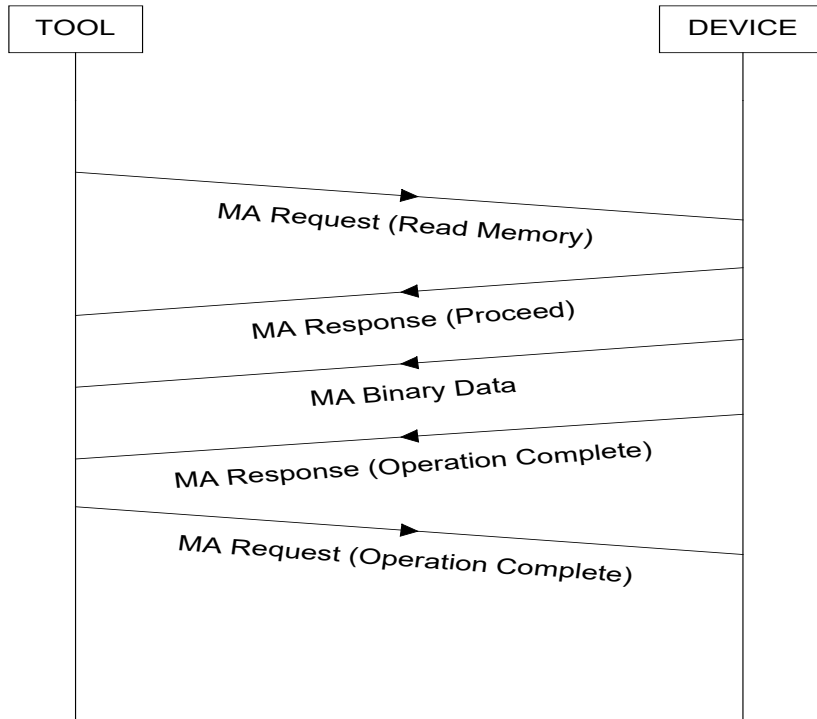 TOOL
DEVICE
MA Request (Read Memory)
MA Response (Proceed)
MA Binary Data
MA Response (Operation Complete)
MA Request (Operation Complete)